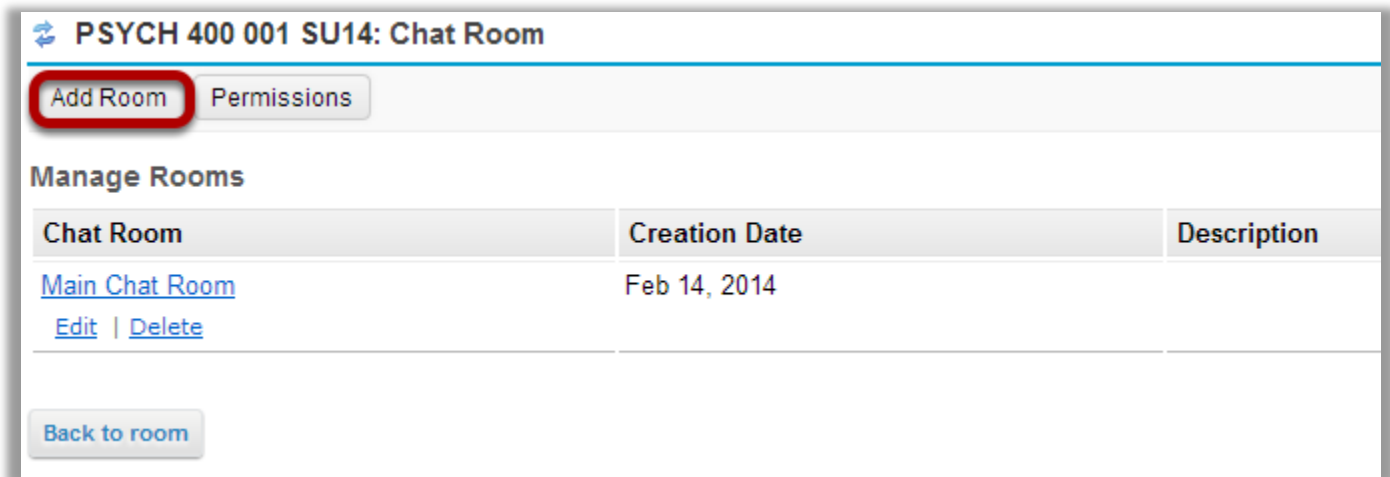 PSYCH 400 001 SU14: Chat Room
Add Room Permissions
Manage Rooms
Chat Room Creation Date Description
Main Chat Room Feb 14, 2014
Edit | Delete
Back to room